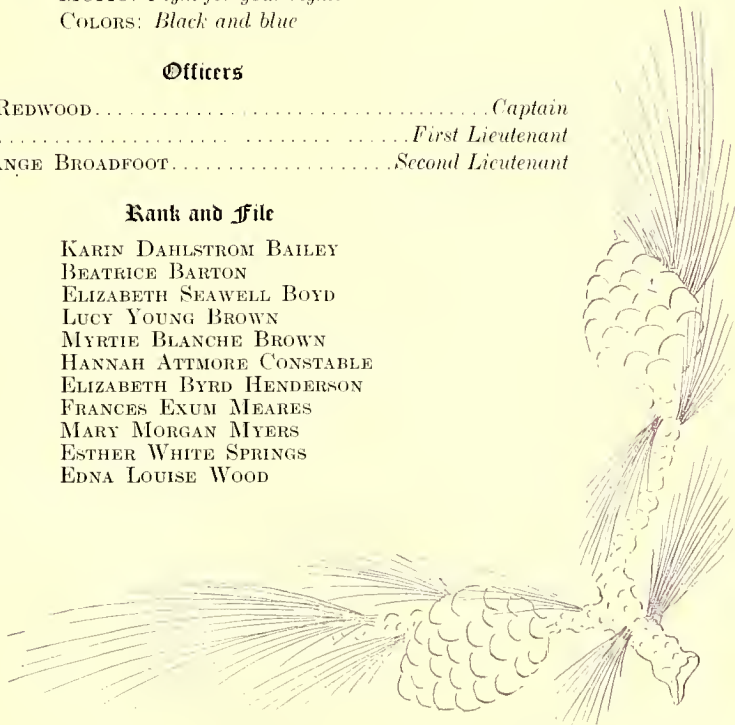 COLORS: Black and blue
Officers
REDWOOD........................................Captain
........................................First Lieutenant
ANGE BROADFOOT....................Second Lieutenant
Rank and File
KARIN DAHLSTROM BAILEY
BEATRICE BARTON
ELIZABETH SEAWELL BOYD
LUCY YOUNG BROWN
MYRTIE BLANCHE BROWN
HANNAH ATTMORE CONSTABLE
ELIZABETH BYRD HENDERSON
FRANCES EXUM MEARES
MARY MORGAN MYERS
ESTHER WHITE SPRINGS
EDNA LOUISE WOOD